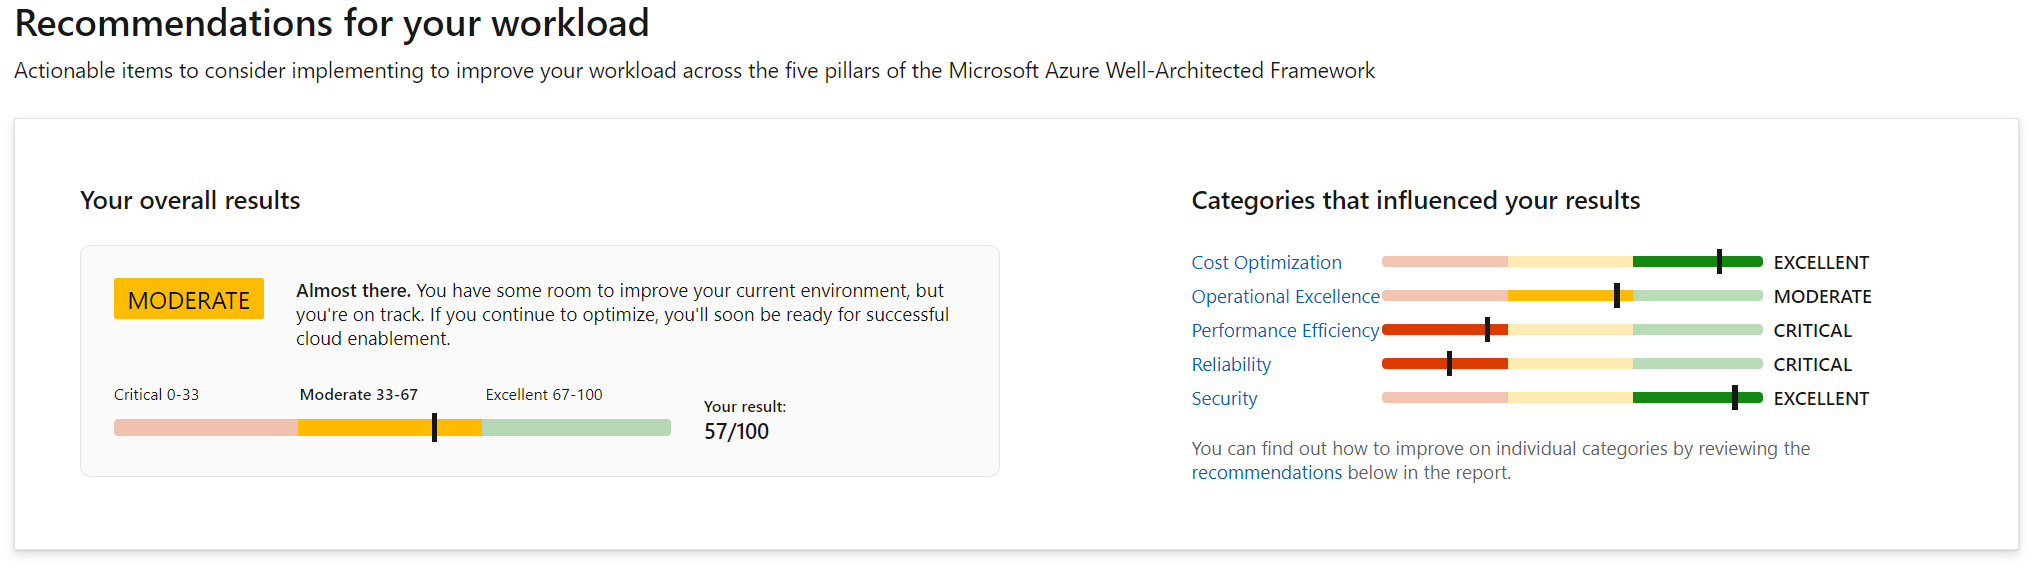 Recommendations for your workload
Actionable items to consider implementing to improve your workload across the five pillars of the Microsoft Azure Well-Architected Framework
Your overall results
MODERATE
Almost there. You have some room to improve your current environment, but
you're on track. If you continue to optimize, you'll soon be ready for successful
cloud enablement.
Critical 0-33
Moderate 33-67
Excellent 67-100
Your result:
57/100
Categories that influenced your results
Cost Optimization EXCELLENT
Operational Excellence MODERATE
Performance Efficiency CRITICAL
Reliability CRITICAL
Security EXCELLENT
You can find out how to improve on individual categories by reviewing the
recommendations below in the report.